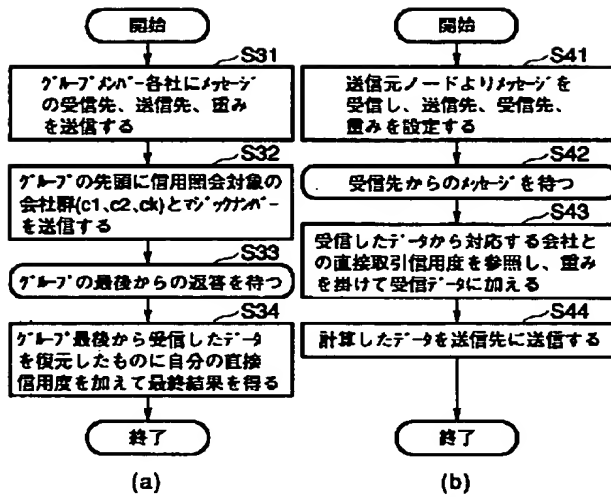 開始
S31
グループメンバー各社にメッセージ
の受信先、送信先、重み
を送信する
S32
グループの先頭に信用照会対象の
会社群(c1、c2、ck)とマジックナンバー
を送信する
S33
グループの最後からの返答を待つ
S34
グループ最後から受信したデータ
を復元したものに自分の直接
信用度を加えて最終結果を得る
終了
(a)
開始
S41
送信元ノードよりメッセージを
受信し、送信先、受信先、
重みを設定する
S42
受信先からのメッセージを待つ
S43
受信したデータから対応する会社と
の直接取引信用度を参照し、重み
を掛けて受信データに加える
S44
計算したデータを送信先に送信する
終了
(b)